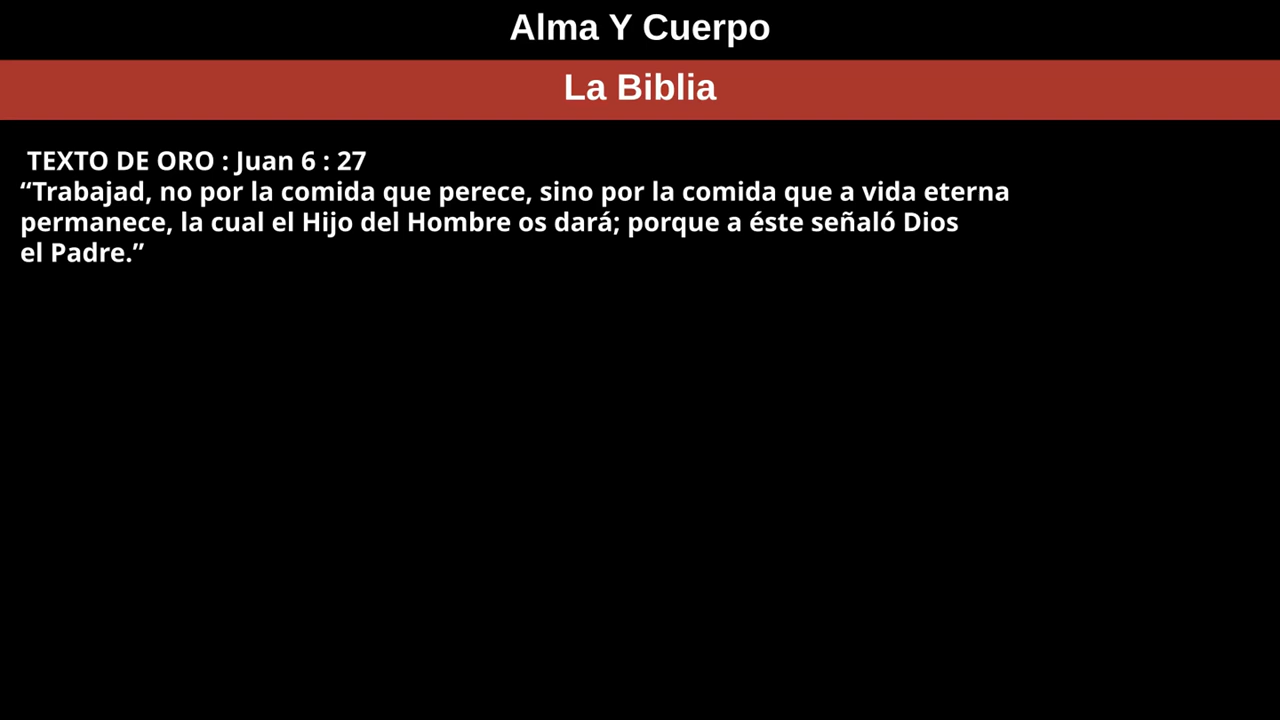 Alma Y Cuerpo
La Biblia
TEXTO DE ORO : Juan 6 : 27
“Trabajad, no por la comida que perece, sino por la comida que a vida eterna
permanece, la cual el Hijo del Hombre os dará; porque a éste señaló Dios
el Padre.”